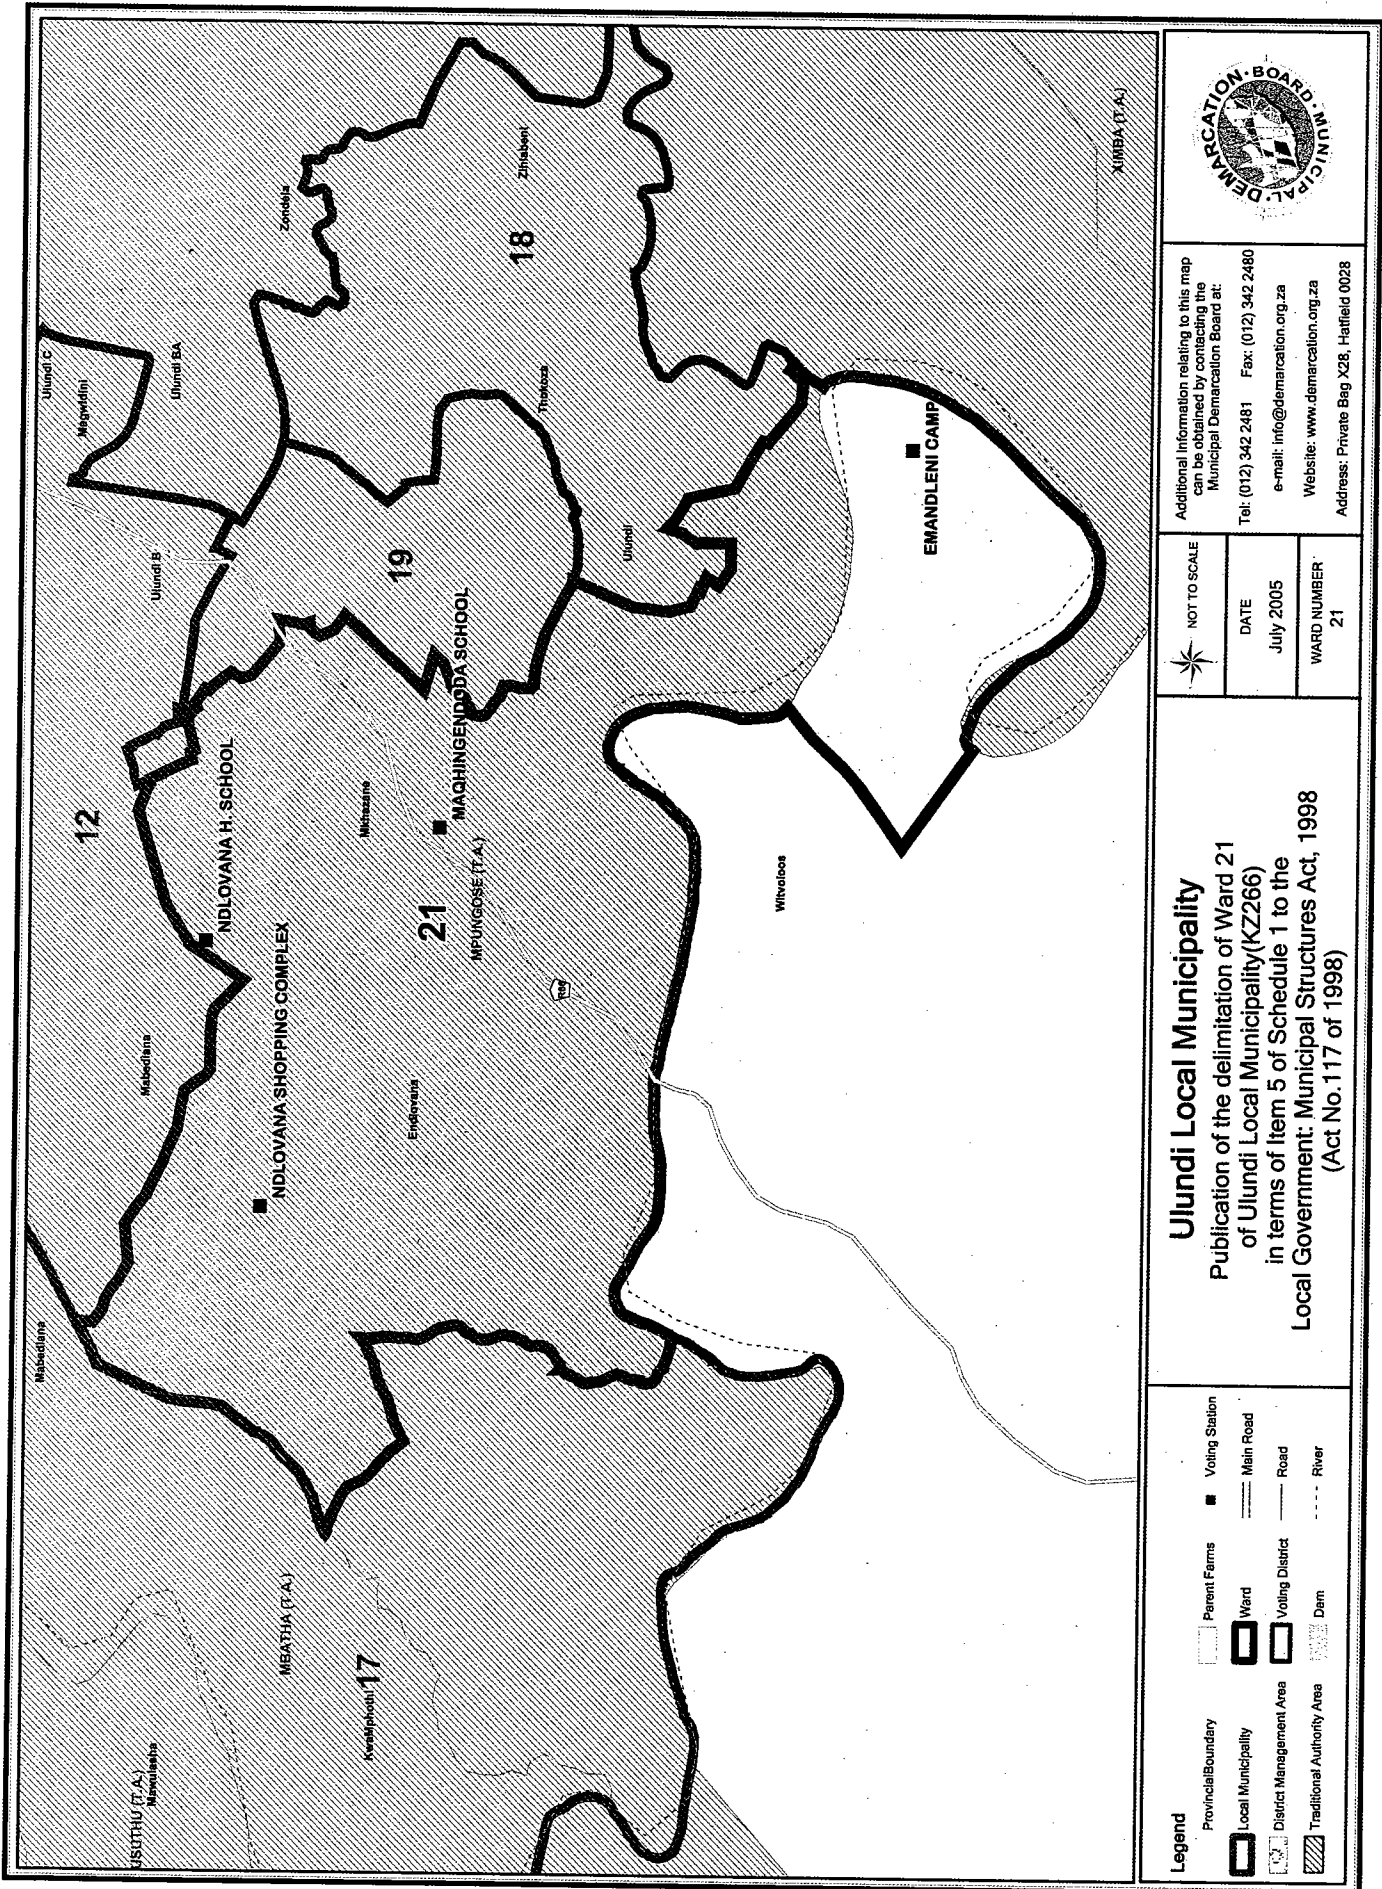 Ulundi C
Magwidini
Ulundi BA
Ulundi B
Zondela
Zihlabeni
18
Thokoza
19
Ulundi
XIMBA (T.A.)
EMANDLENI CAMP
12
NDLOVANA H. SCHOOL
MAQHINGENDODA SCHOOL
Mkhazane
21
MPUNGOSE (T.A.)
Witvoloos
NDLOVANA SHOPPING COMPLEX
Mabediana
Endlovana
Mabediana
MBATHA (T.A.)
17
KwaMphothi
USUTHU (T.A.)
Mawulasha
Legend
ProvincialBoundary
Local Municipality
District Management Area
Traditional Authority Area
Parent Farms
Ward
Voting District
Dam
Voting Station
Main Road
Road
River
Ulundi Local Municipality
Publication of the delimitation of Ward 21
of Ulundi Local Municipality(KZ266)
in terms of Item 5 of Schedule 1 to the
Local Government: Municipal Structures Act, 1998
(Act No.117 of 1998)
NOT TO SCALE
DATE
July 2005
WARD NUMBER
21
Additional Information relating to this map
can be obtained by contacting the
Municipal Demarcation Board at:
Tel: (012) 342 2481 Fax: (012) 342 2480
e-mail: info@demarcation.org.za
Website: www.demarcation.org.za
Address: Private Bag X28, Hatfield 0028
MUNICIPAL·DEMARCATION·BOARD·